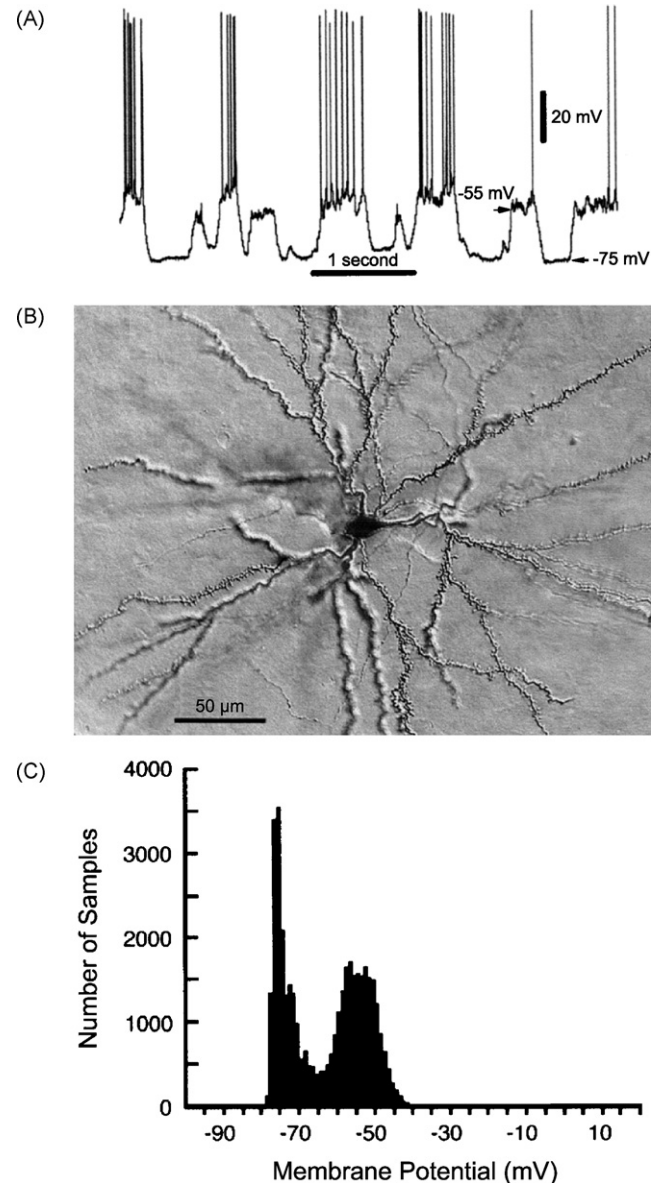 (A)
20 mV
-55 mV
1 second
-75 mV
(B)
50 µm
(C)
4000
3000
2000
1000
0
Number of Samples
-90 -70 -50 -30 -10 10
Membrane Potential (mV)